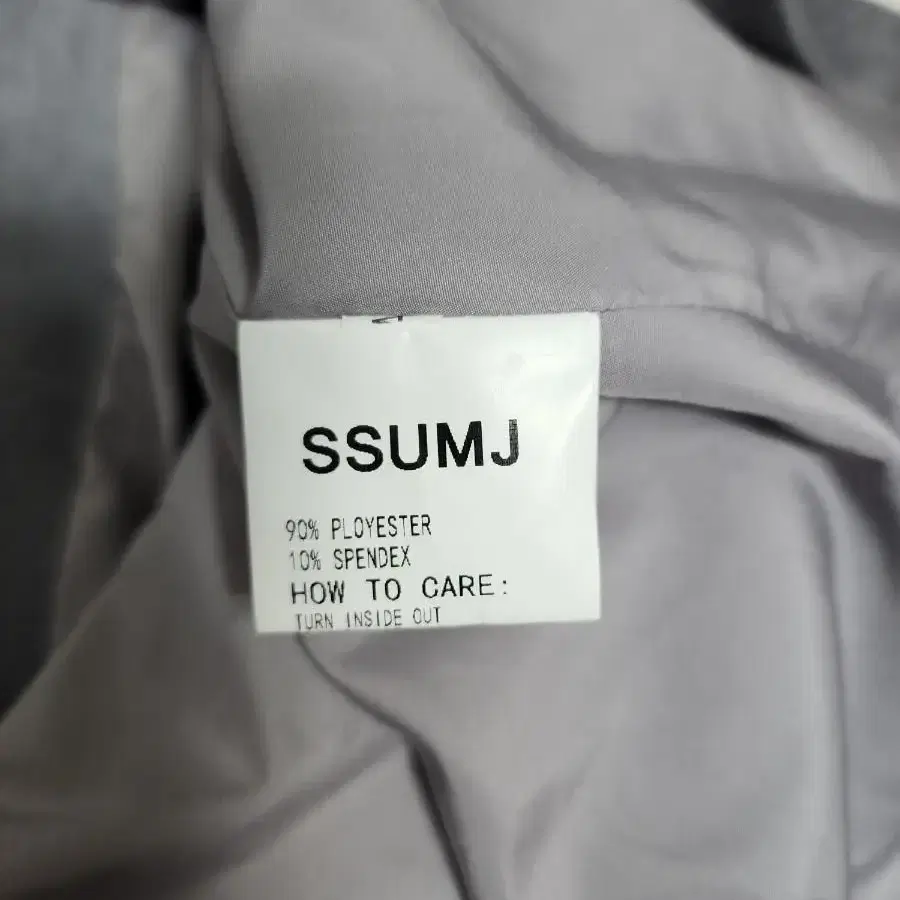 SSUMJ
90% PLOYESTER
10% SPENDEX
HOW TO CARE:
TURN INSIDE OUT